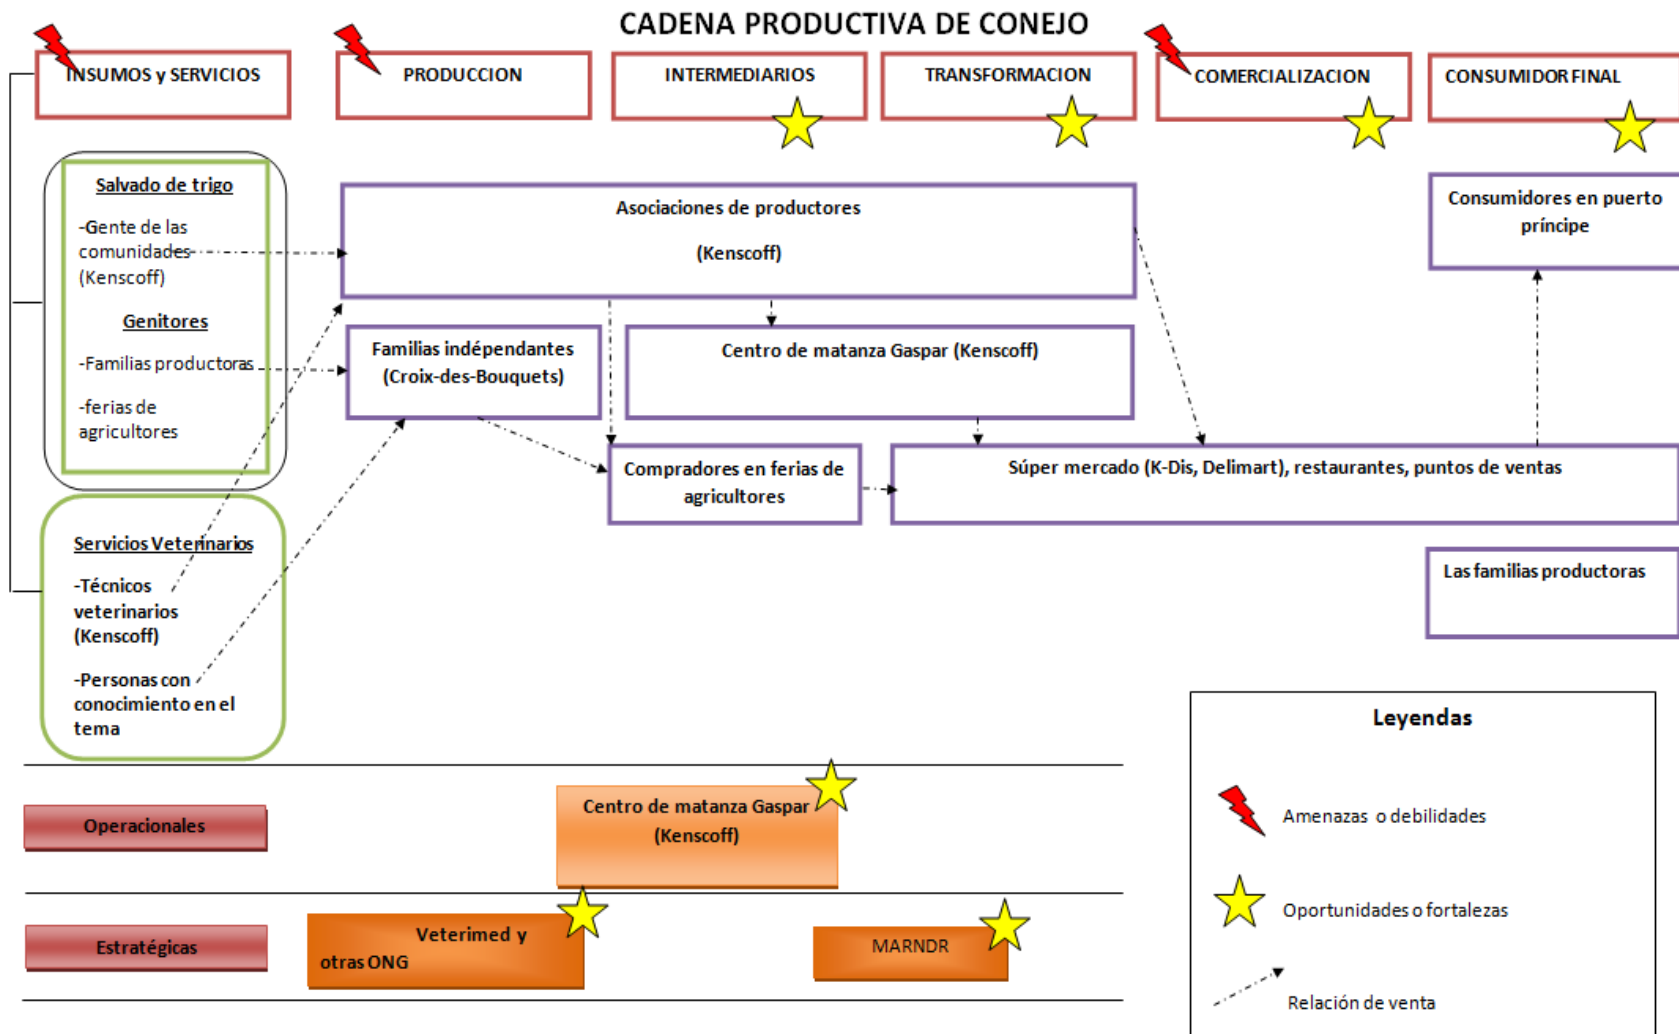 CADENA PRODUCTIVA DE CONEJO
INSUMOS y SERVICIOS
PRODUCCION
INTERMEDIARIOS
TRANSFORMACION
COMERCIALIZACION
CONSUMIDOR FINAL
Salvado de trigo
-Gente de las
comunidades
(Kenscoff)
Genitores
-Familias productoras
-ferias de
agricultores
Asociaciones de productores
(Kenscoff)
Consumidores en puerto
príncipe
Familias indépendantes
(Croix-des-Bouquets)
Centro de matanza Gaspar (Kenscoff)
Compradores en ferias de
agricultores
Súper mercado (K-Dis, Delimart), restaurantes, puntos de ventas
Servicios Veterinarios
-Técnicos
veterinarios
(Kenscoff)
-Personas con
conocimiento en el
tema
Las familias productoras
Operacionales
Centro de matanza Gaspar
(Kenscoff)
Estratégicas
Veterimed y
otras ONG
MARNDR
Leyendas
Amenazas o debilidades
Oportunidades o fortalezas
Relación de venta